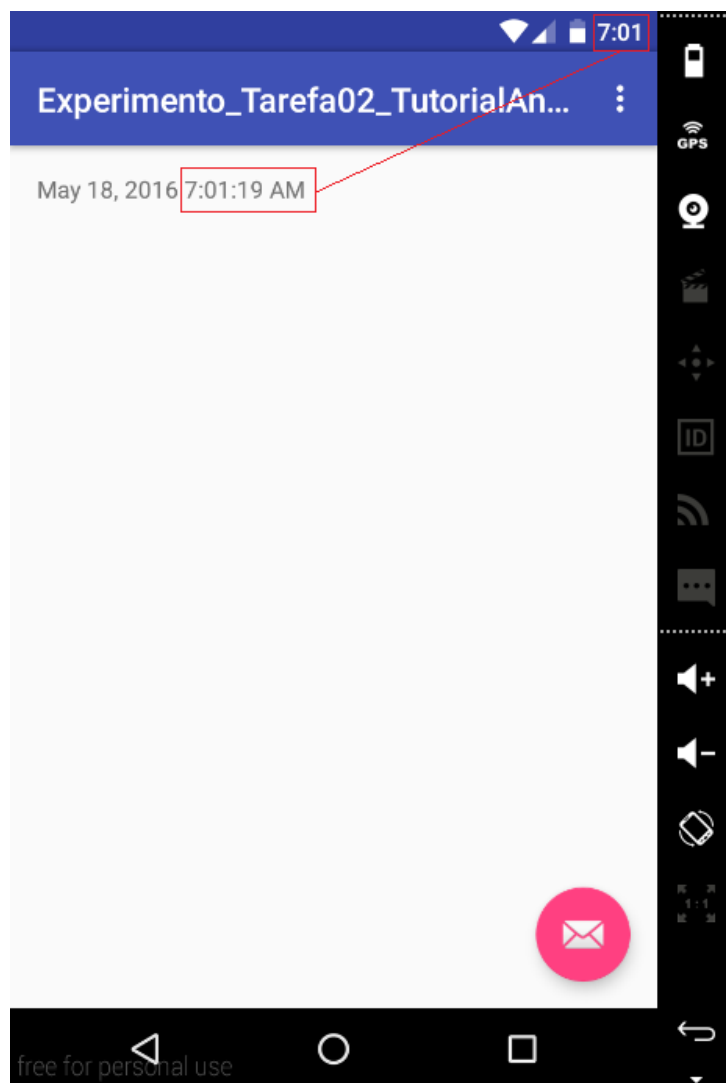 7:01
Experimento_Tarefa02_TutorialAn...
GPS
May 18, 2016 7:01:19 AM
ID
1:1
free for personal use